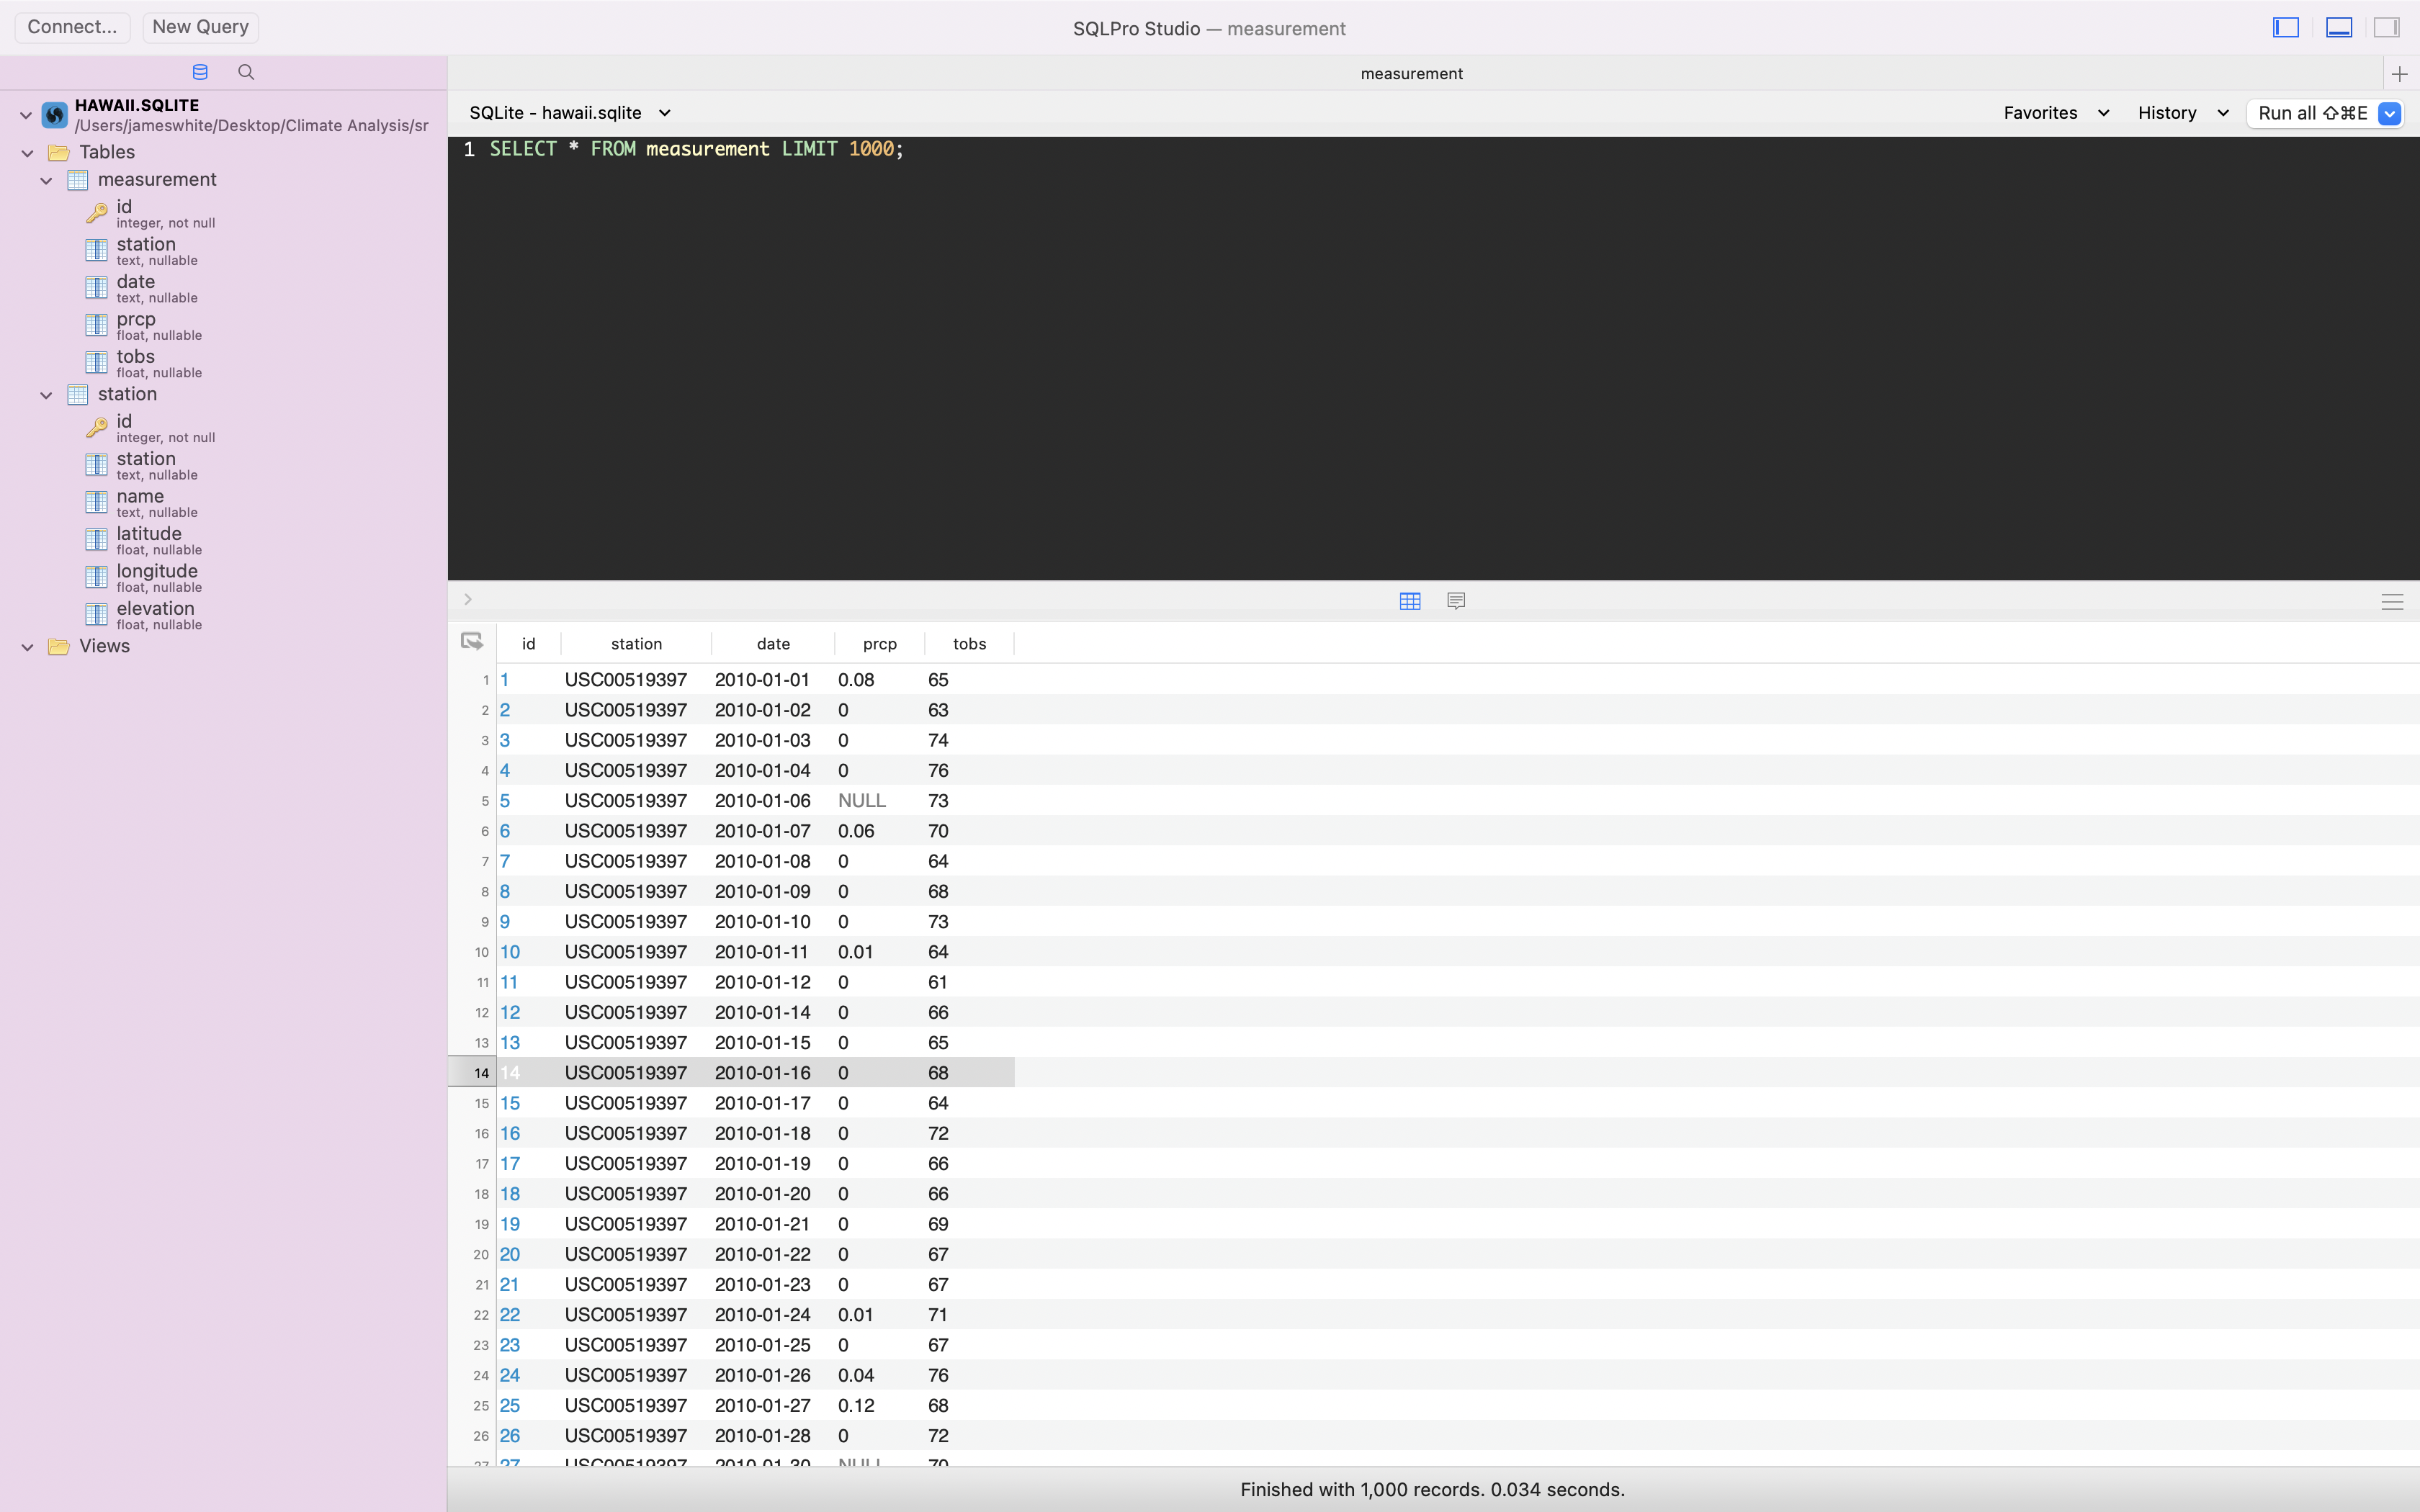 Connect...
New Query
SQLPro Studio — measurement
measurement
HAWAII.SQLITE
/Users/jameswhite/Desktop/Climate Analysis/sr
Tables
measurement
id
integer, not null
station
text, nullable
date
text, nullable
prcp
float, nullable
tobs
float, nullable
station
id
integer, not null
station
text, nullable
name
text, nullable
latitude
float, nullable
longitude
float, nullable
elevation
float, nullable
Views
SQLite - hawaii.sqlite
Favorites
History
Run all ⇧⌘E
1 SELECT * FROM measurement LIMIT 1000;
id station date prcp tobs
1 1 USC00519397 2010-01-01 0.08 65
2 2 USC00519397 2010-01-02 0 63
3 3 USC00519397 2010-01-03 0 74
4 4 USC00519397 2010-01-04 0 76
5 5 USC00519397 2010-01-06 NULL 73
6 6 USC00519397 2010-01-07 0.06 70
7 7 USC00519397 2010-01-08 0 64
8 8 USC00519397 2010-01-09 0 68
9 9 USC00519397 2010-01-10 0 73
10 10 USC00519397 2010-01-11 0.01 64
11 11 USC00519397 2010-01-12 0 61
12 12 USC00519397 2010-01-14 0 66
13 13 USC00519397 2010-01-15 0 65
14 14 USC00519397 2010-01-16 0 68
15 15 USC00519397 2010-01-17 0 64
16 16 USC00519397 2010-01-18 0 72
17 17 USC00519397 2010-01-19 0 66
18 18 USC00519397 2010-01-20 0 66
19 19 USC00519397 2010-01-21 0 69
20 20 USC00519397 2010-01-22 0 67
21 21 USC00519397 2010-01-23 0 67
22 22 USC00519397 2010-01-24 0.01 71
23 23 USC00519397 2010-01-25 0 67
24 24 USC00519397 2010-01-26 0.04 76
25 25 USC00519397 2010-01-27 0.12 68
26 26 USC00519397 2010-01-28 0 72
27 27 USC00519397 2010-01-30 NULL 70
Finished with 1,000 records. 0.034 seconds.